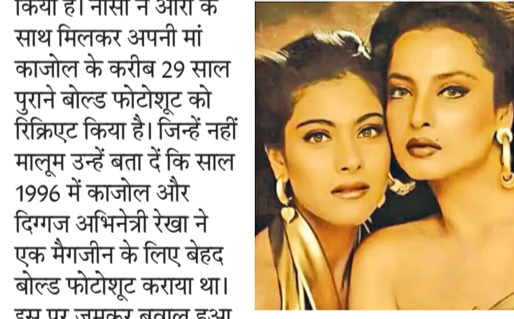 किया है। नीसा ने ओरी के
साथ मिलकर अपनी मां
काजोल के करीब 29 साल
पुराने बोल्ड फोटोशूट को
रिक्रिएट किया है। जिन्हें नहीं
मालूम उन्हें बता दें कि साल
1996 में काजोल और
दिग्गज अभिनेत्री रेखा ने
एक मैगजीन के लिए बेहद
बोल्ड फोटोशूट कराया था।
इस पर जमकर बवाल हुआ